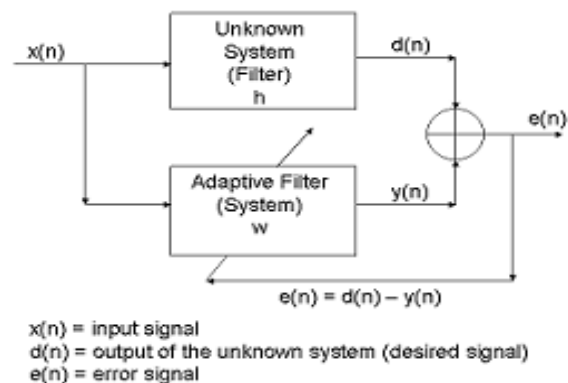 Unknown
System
(Filter)
h
x(n)
d(n)
e(n)
Adaptive Filter
(System)
w
y(n)
e(n) = d(n) – y(n)
x(n) = input signal
d(n) = output of the unknown system (desired signal)
e(n) = error signal